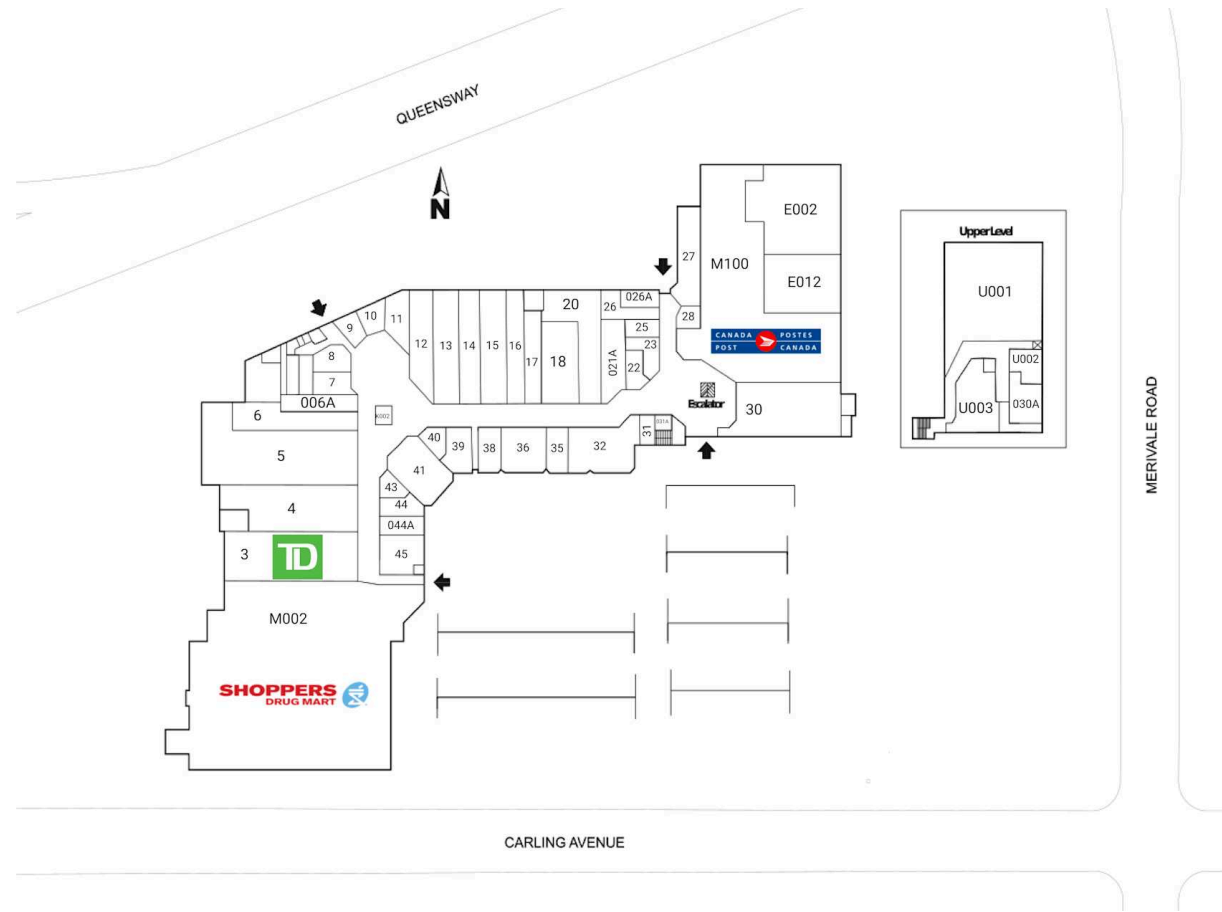 QUEENSWAY
N
E002
27
M100
Upper Level
U001
E012
026A
20
26
28
CANADA POSTES
POST CANADA
10
9
11
12
13
14
15
16
17
18
021A
25
23
22
8
7
006A
6
K002
Escalator
30
U002
U003
030A
MERIVALE ROAD
31
031A
40
39
38
36
35
32
41
5
43
44
4
044A
3
TD
45
M002
SHOPPERS
DRUG MART
CARLING AVENUE